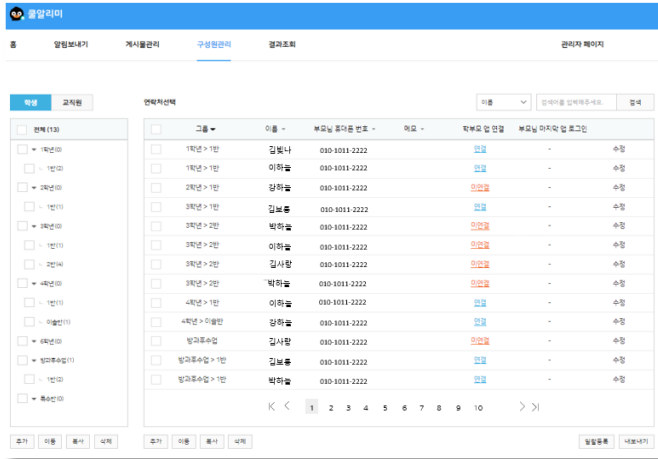 쿨알리미
홈 알림보내기 게시물관리 구성원관리 결과조회 관리자 페이지
학생 교직원 연락처선택 이름 검색어를 입력해주세요. 검색
전체 (13)
1학년(0)
1반(2)
2학년(0)
1반(1)
3학년(0)
1반(1)
2반(4)
4학년(0)
1반(1)
이슬반(1)
6학년(0)
방과후수업(1)
1반(2)
특수반(0)
그룹 이름 부모님 휴대폰 번호 메모 학부모 앱 연결 부모님 마지막 앱 로그인
1학년 > 1반 김빛나 010-1011-2222 연결 - 수정
1학년 > 1반 이하늘 010-1011-2222 연결 - 수정
2학년 > 1반 강하늘 010-1011-2222 미연결 - 수정
3학년 > 1반 김보통 010-1011-2222 연결 - 수정
3학년 > 2반 박하늘 010-1011-2222 미연결 - 수정
3학년 > 2반 이하늘 010-1011-2222 미연결 - 수정
3학년 > 2반 김사랑 010-1011-2222 미연결 - 수정
3학년 > 2반 박하늘 010-1011-2222 미연결 - 수정
4학년 > 1반 이하늘 010-1011-2222 연결 - 수정
4학년 > 이슬반 강하늘 010-1011-2222 연결 - 수정
방과후수업 김사랑 010-1011-2222 미연결 - 수정
방과후수업 > 1반 김보통 010-1011-2222 연결 - 수정
방과후수업 > 1반 박하늘 010-1011-2222 연결 - 수정
1 2 3 4 5 6 7 8 9 10
추가 이동 복사 삭제 추가 이동 복사 삭제 일괄등록 내보내기